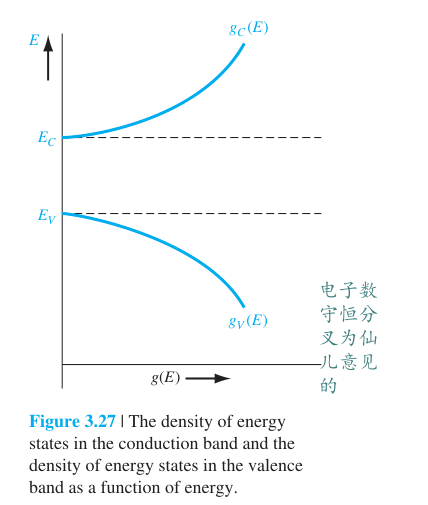 g_C(E)
E
E_C
E_V
g_V(E)
电子数
守恒分
叉为仙
儿意见
的
g(E)
Figure 3.27 | The density of energy
states in the conduction band and the
density of energy states in the valence
band as a function of energy.